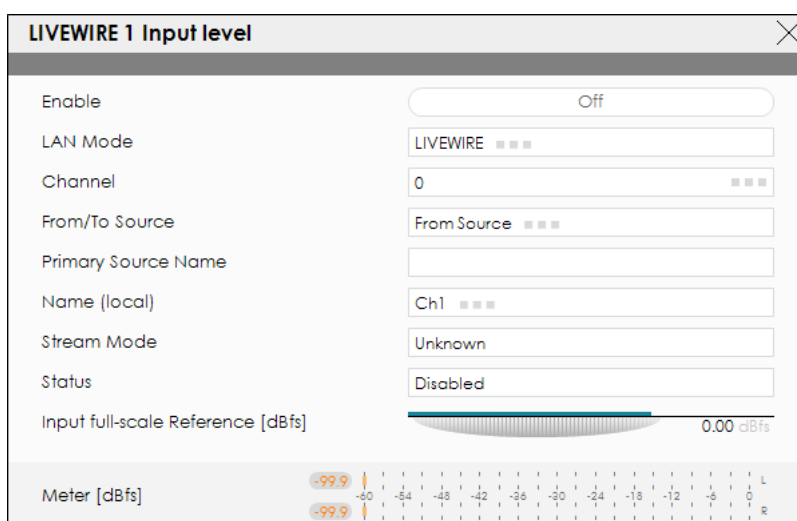 LIVEWIRE 1 Input level
Enable Off
LAN Mode LIVEWIRE
Channel 0
From/To Source From Source
Primary Source Name
Name (local) Ch1
Stream Mode Unknown
Status Disabled
Input full-scale Reference [dBfs] 0.00 dBfs
-99.9 L
Meter [dBfs] -60 -54 -48 -42 -36 -30 -24 -18 -12 -6 0
-99.9 R